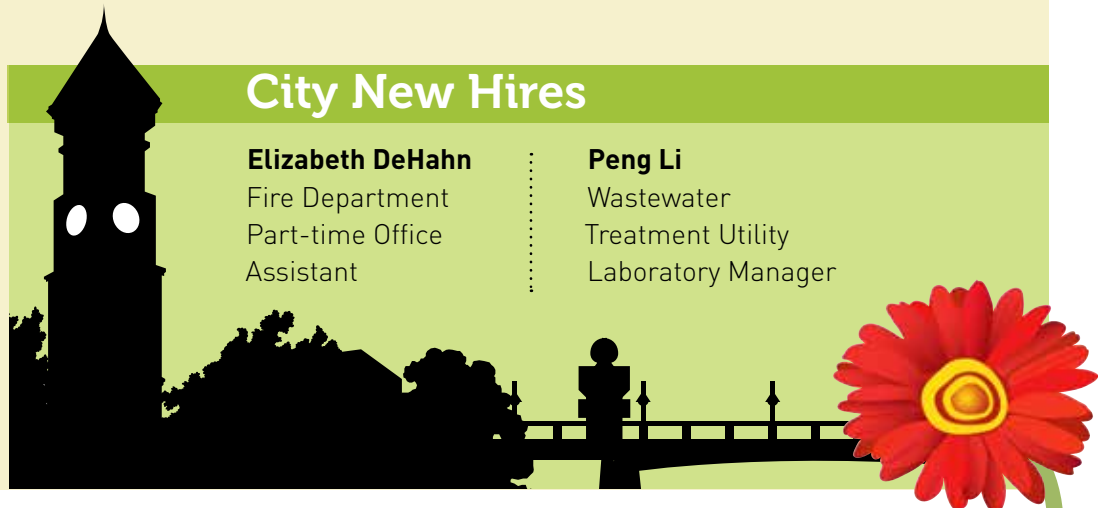 City New Hires
Elizabeth DeHahn
Fire Department
Part-time Office
Assistant
Peng Li
Wastewater
Treatment Utility
Laboratory Manager